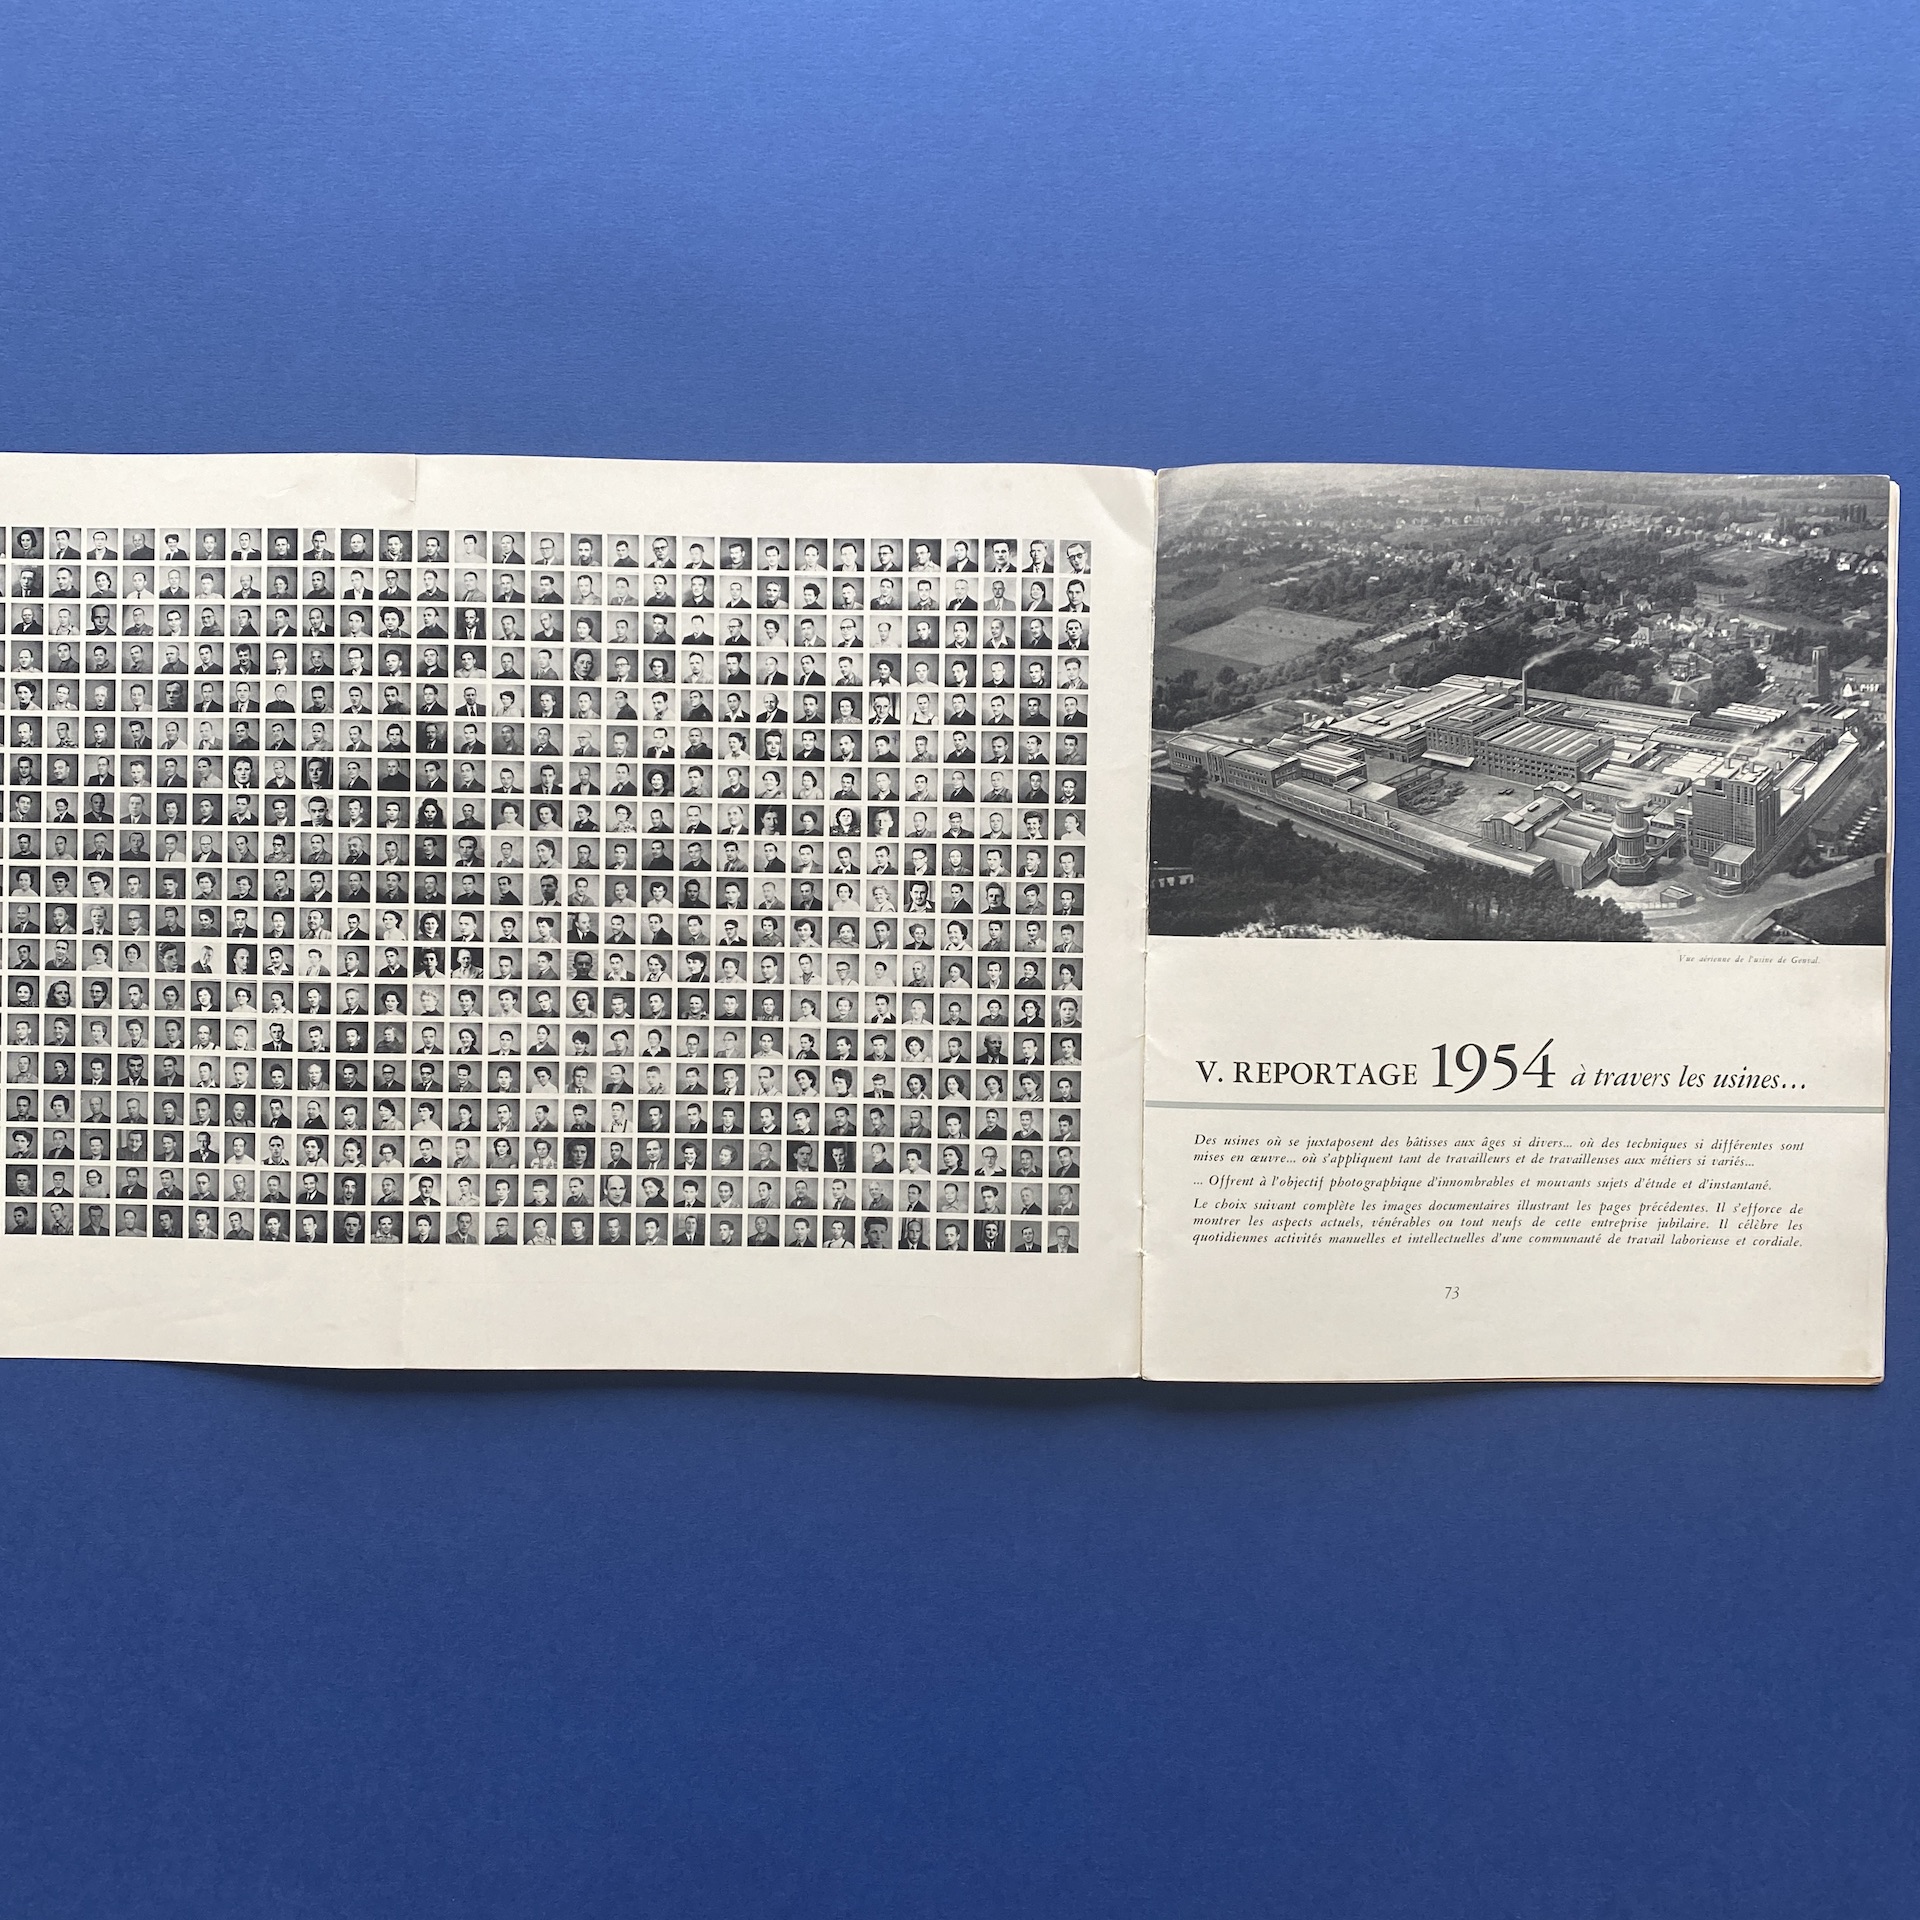 Vue aérienne de l'usine de Genval.
V. REPORTAGE 1954 à travers les usines...
Des usines où se juxtaposent des bâtisses aux âges si divers... où des techniques si différentes sont
mises en œuvre... où s'appliquent tant de travailleurs et de travailleuses aux métiers si variés...
... Offrent à l'objectif photographique d'innombrables et mouvants sujets d'étude et d'instantané.
Le choix suivant complète les images documentaires illustrant les pages précédentes. Il s'efforce de
montrer les aspects actuels, vénérables ou tout neufs de cette entreprise jubilaire. Il célèbre les
quotidiennes activités manuelles et intellectuelles d'une communauté de travail laborieuse et cordiale.
73